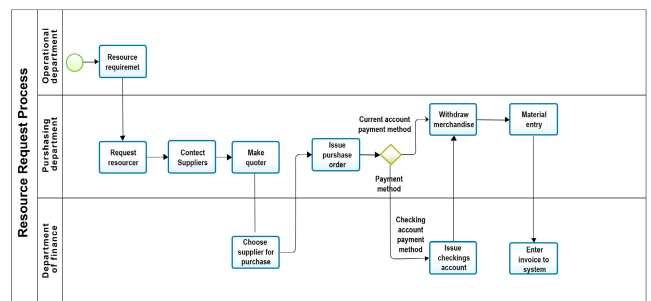 Resource Request Process
Operational
department
Resource
requiremet
Purshasing
department
Request
resourcer
Contect
Suppliers
Make
quoter
Issue
purchase
order
Current account
payment method
Payment
method
Withdraw
merchandise
Material
entry
Department
of finance
Choose
supplier for
purchase
Checking
account
payment
method
Issue
checkings
account
Enter
invoice to
system